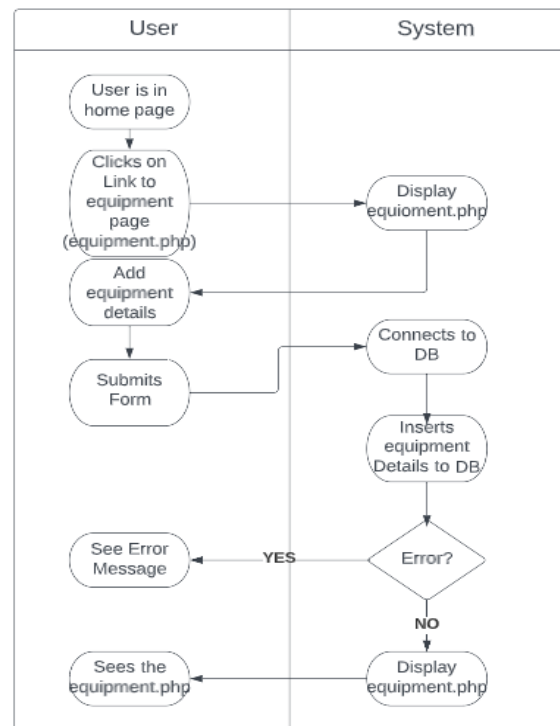 User
System
User is in
home page
Clicks on
Link to
equipment
page
(equipment.php)
Display
equioment.php
Add
equipment
details
Submits
Form
Connects to
DB
Inserts
equipment
Details to DB
Error?
YES
See Error
Message
NO
Display
equipment.php
Sees the
equipment.php